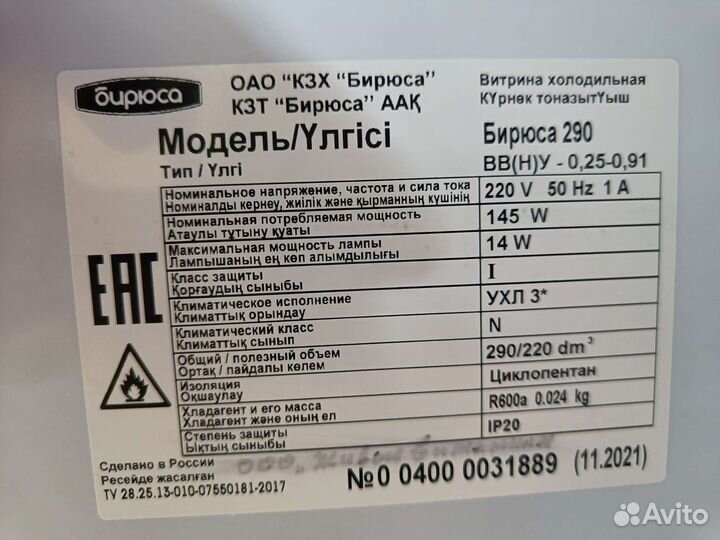 бирюса
ОАО "КЗХ "Бирюса"
КЗТ "Бирюса" ААҚ
Витрина холодильная
КҮрнек тоназытҮыш
Модель/Үлгісі
Бирюса 290
Тип / Үлгі
ВВ(Н)У - 0,25-0,91
Номинальное напряжение, частота и сила тока
Номиналды кернеу, жиілік және қырманның күшінің
220 V 50 Hz 1 A
Номинальная потребляемая мощность
Атаулы тұтыну қуаты
145 W
Максимальная мощность лампы
Лампышаның ең көп алымдылығы
14 W
Класс защиты
Қорғаудың сыныбы
I
Климатическое исполнение
Климаттық орындау
УХЛ 3*
Климатический класс
Климаттық сынып
N
Общий / полезный объем
Ортақ / пайдалы көлем
290/220 dm³
Изоляция
Оқшаулау
Циклопентан
Хладагент и его масса
Хладагент және оның ел
R600a 0.024 kg
Степень защиты
Ықтың сыныбы
IP20
EAC
ООО "Живые
Сделано в России
Ресейде жасалған
ТУ 28.25.13-010-07550181-2017
№0 0400 0031889 (11.2021)
Avito